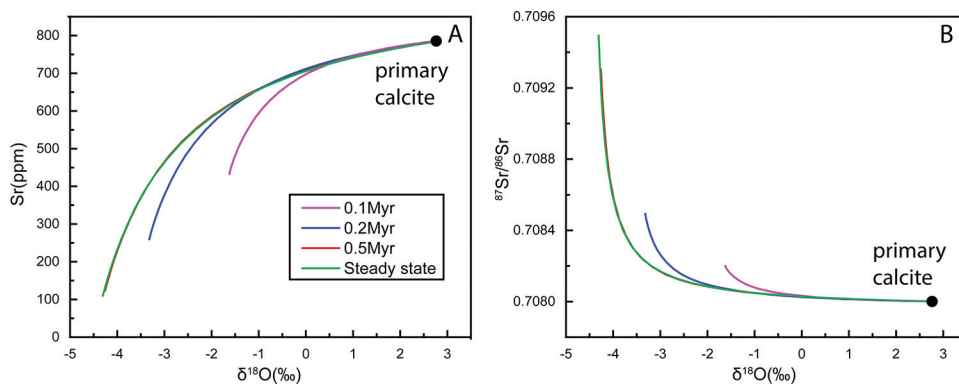 A
800
700
600
500
400
300
200
100
0
Sr(ppm)
primary
calcite
0.1Myr
0.2Myr
0.5Myr
Steady state
-5 -4 -3 -2 -1 0 1 2 3
δ¹⁸O(‰)
B
0.7096
0.7092
0.7088
0.7084
0.7080
⁸⁷Sr/⁸⁶Sr
primary
calcite
-5 -4 -3 -2 -1 0 1 2 3
δ¹⁸O(‰)